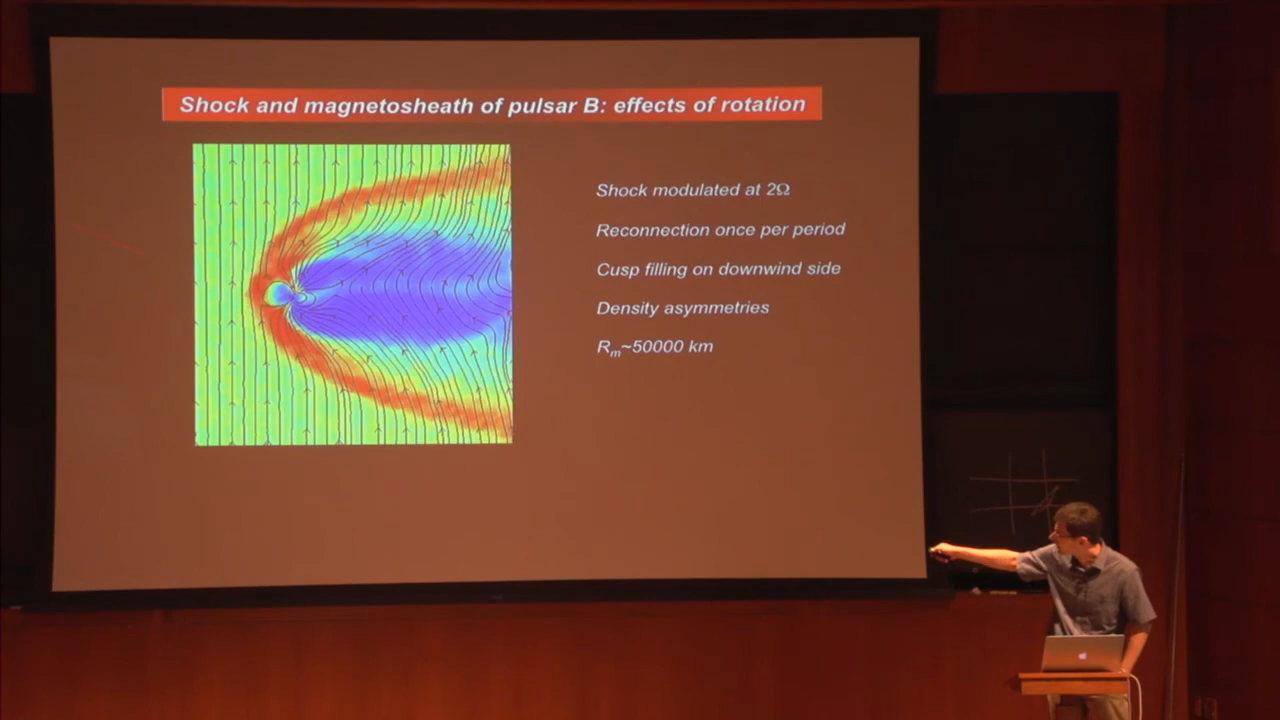 Shock and magnetosheath of pulsar B: effects of rotation
Shock modulated at 2Ω
Reconnection once per period
Cusp filling on downwind side
Density asymmetries
Rm~50000 km